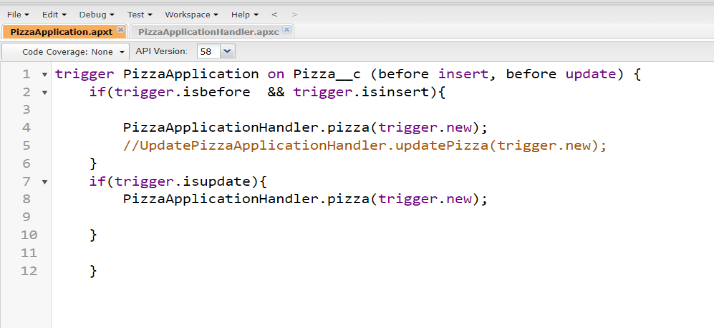 File Edit Debug Test Workspace Help < >
PizzaApplication.apxt PizzaApplicationHandler.apxc
Code Coverage: None API Version: 58
1 trigger PizzaApplication on Pizza__c (before insert, before update) {
2 if(trigger.isbefore  && trigger.isinsert){
3
4 PizzaApplicationHandler.pizza(trigger.new);
5 //UpdatePizzaApplicationHandler.updatePizza(trigger.new);
6 }
7 if(trigger.isupdate){
8 PizzaApplicationHandler.pizza(trigger.new);
9
10 }
11
12 }